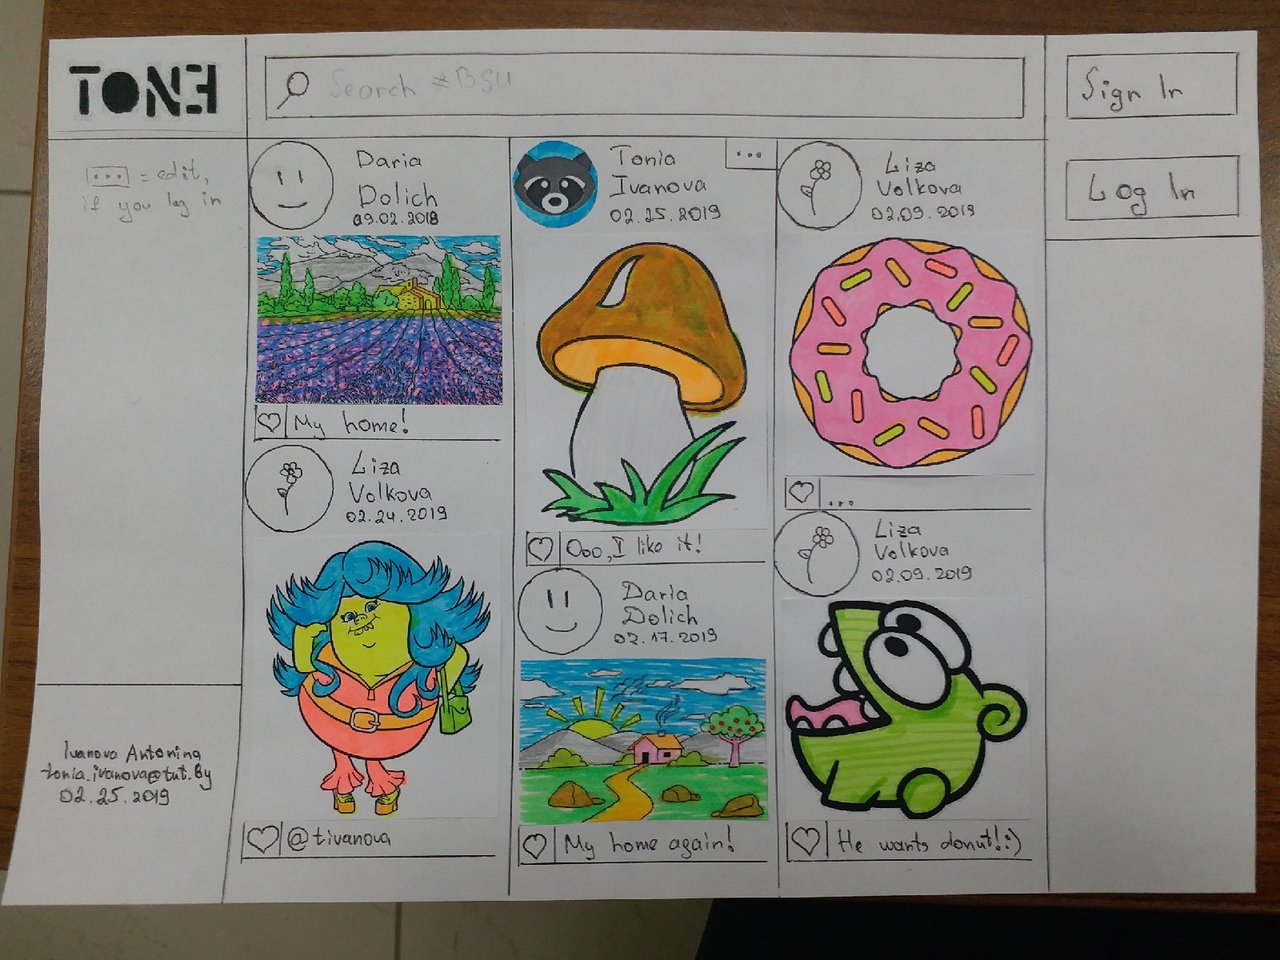 TONE
Search #BSU
Sign In
Log In
... = edit,
if you log in
Ivanova Antonina
tonia.ivanova@tut.by
02.25.2019
Daria
Dolich
09.02.2018
My home!
Liza
Volkova
02.24.2019
@tivanova
Tonia
Ivanova
02.25.2019
...
Ooo, I like it!
Daria
Dolich
02.17.2019
My home again!
Liza
Volkova
02.09.2019
...
Liza
Volkova
02.09.2019
He wants donut!:)